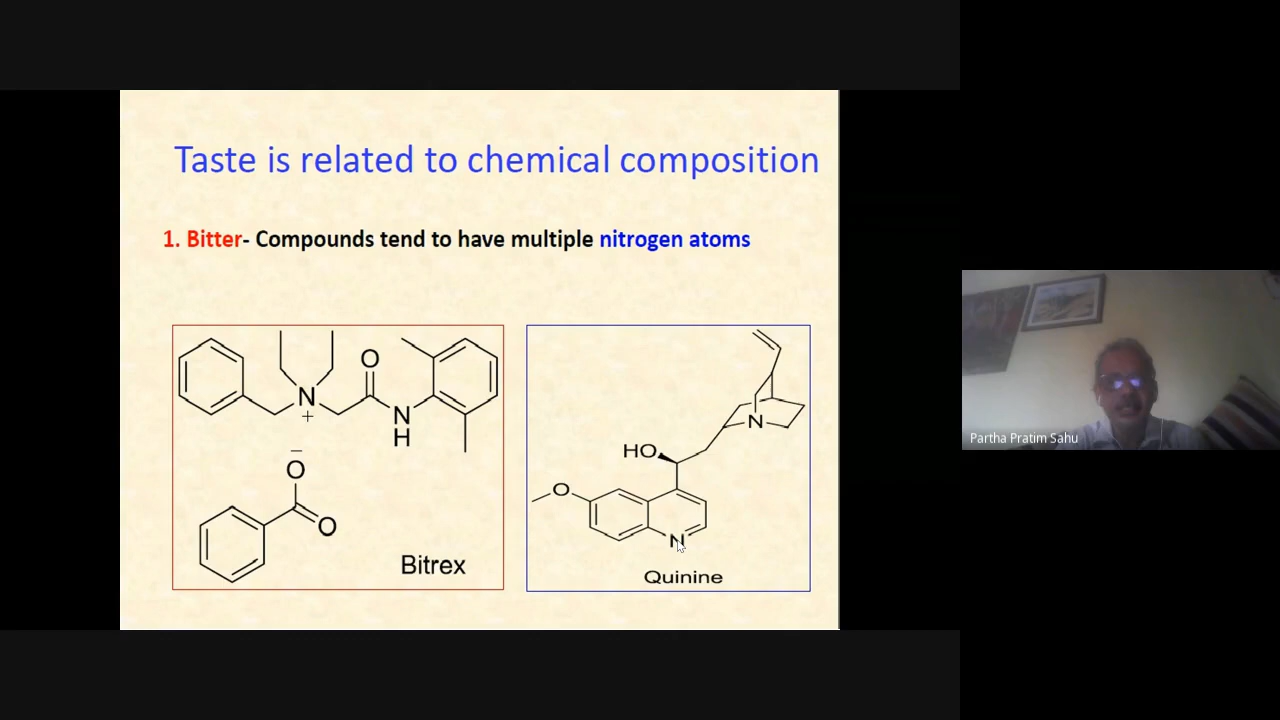 Taste is related to chemical composition
1. Bitter- Compounds tend to have multiple nitrogen atoms
N
+
O
N
H
−
O
O
Bitrex
N
HO
O
N
Quinine
Partha Pratim Sahu